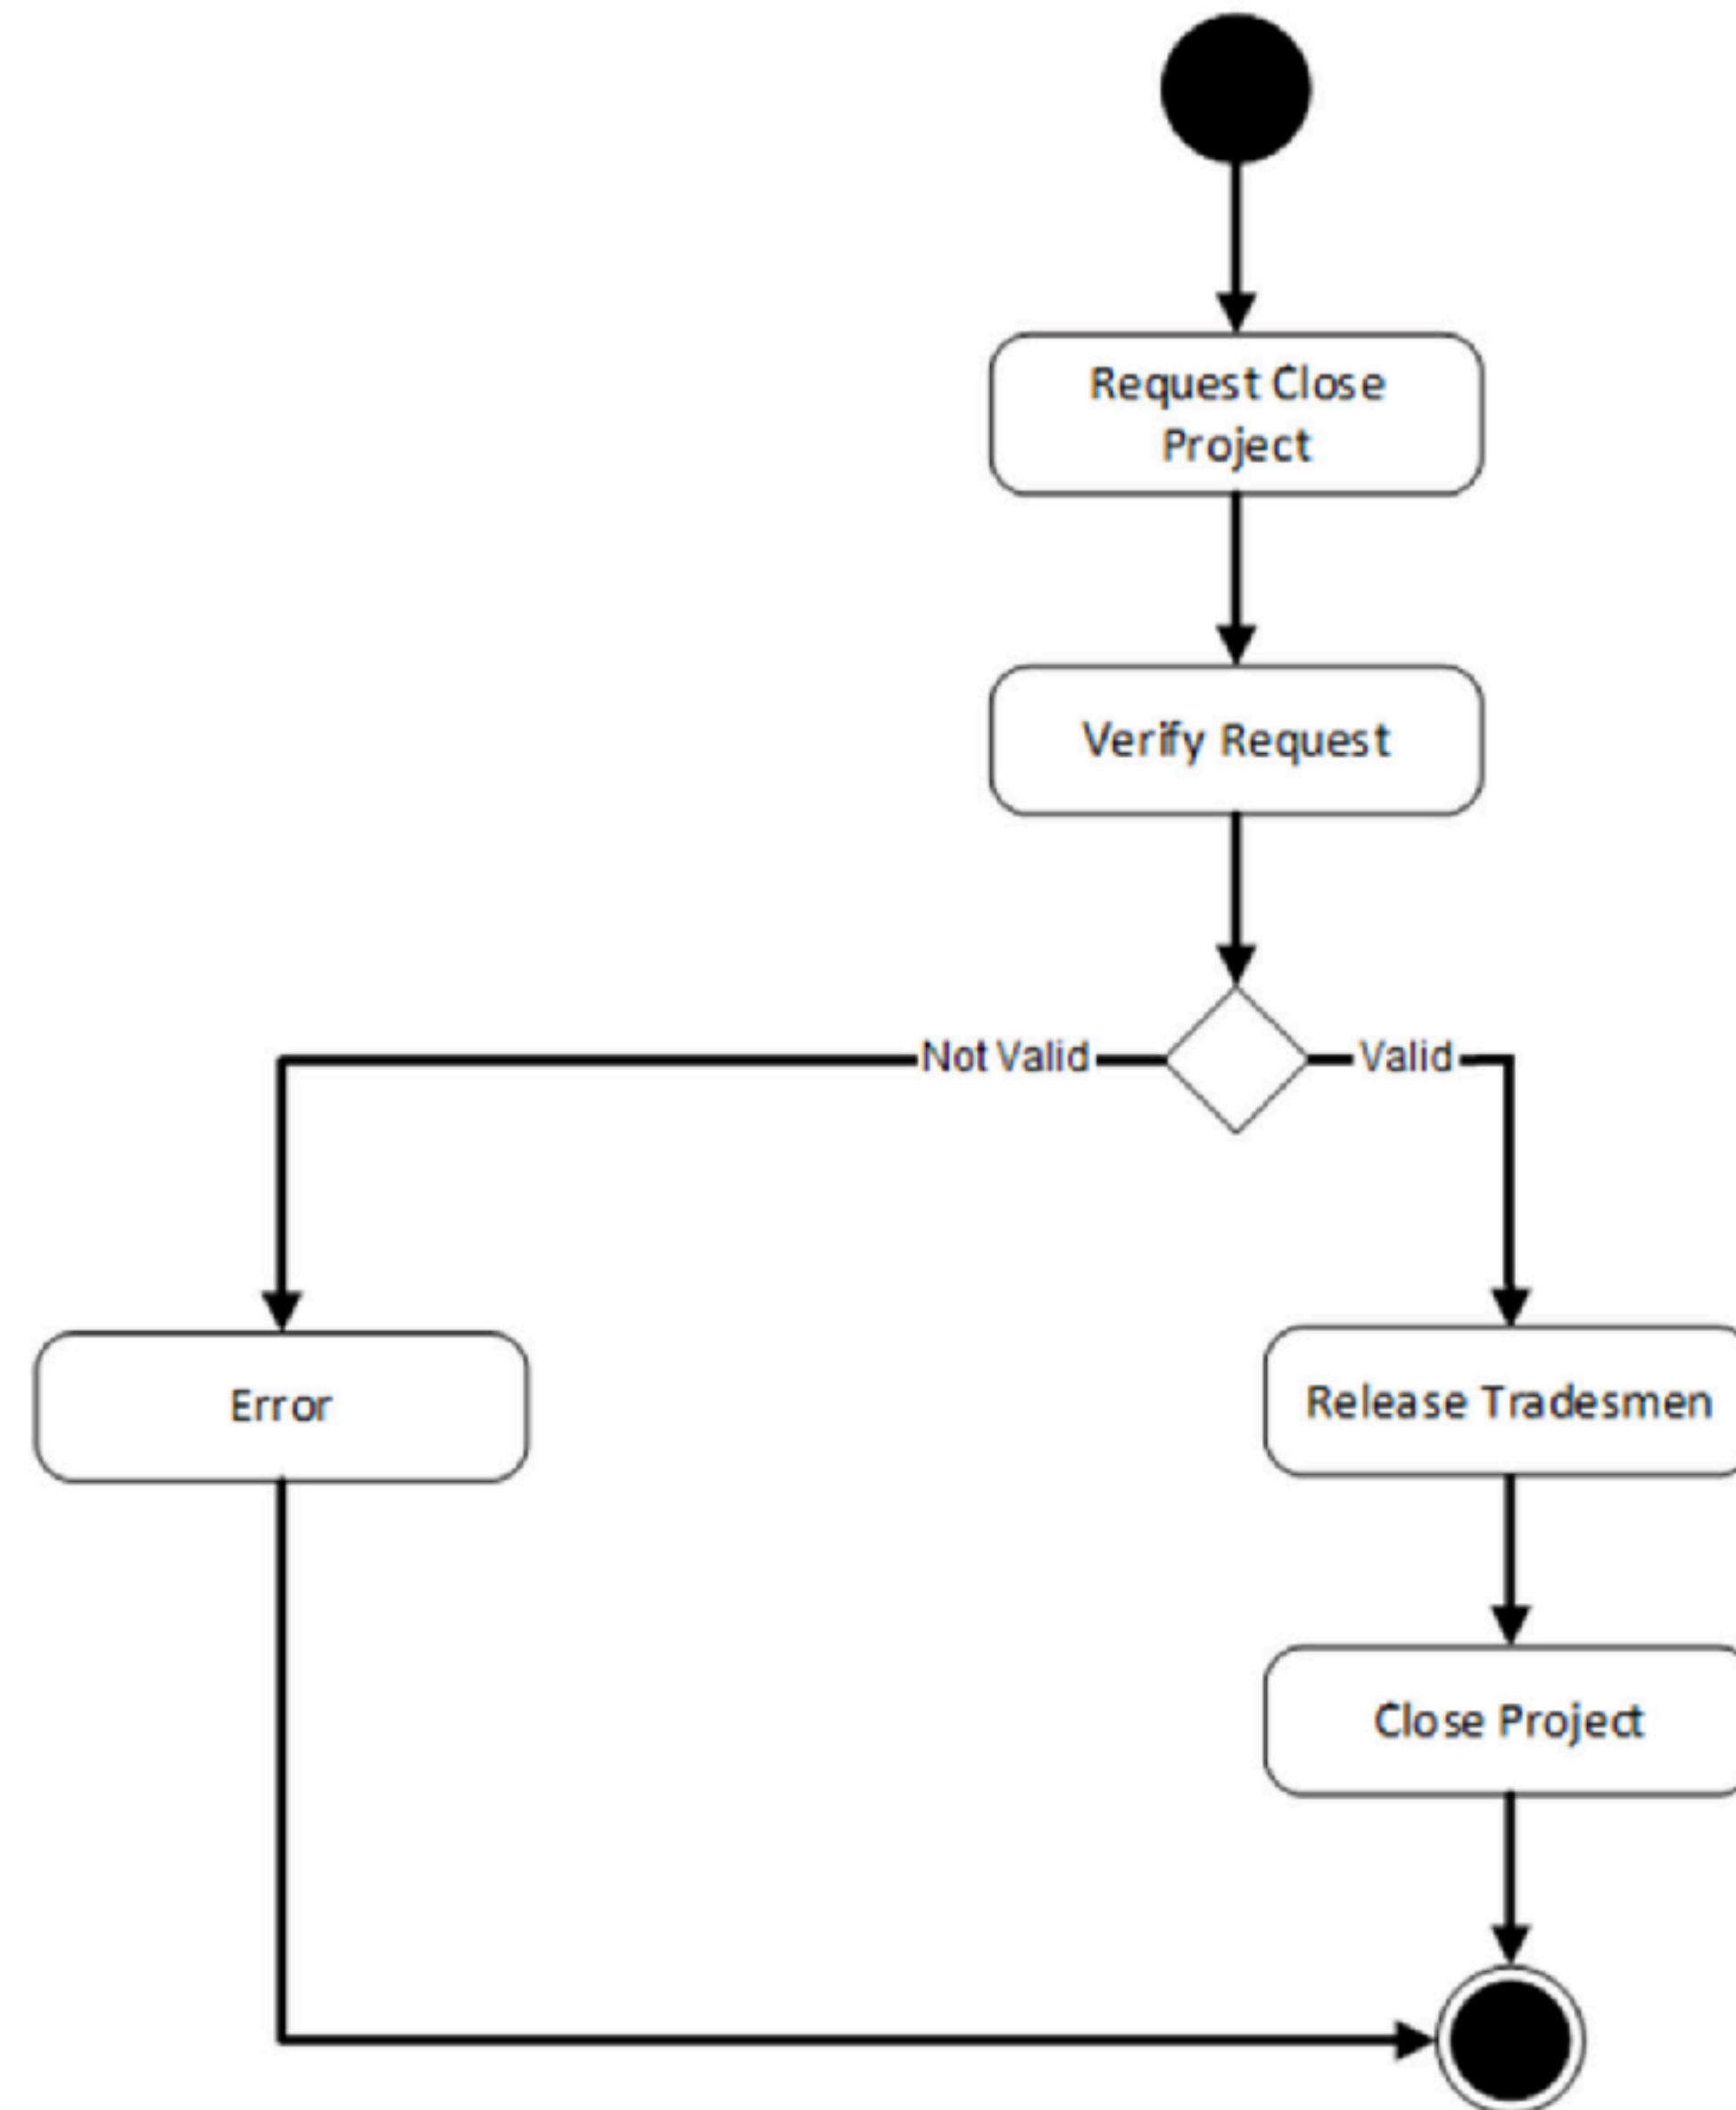 Request Close
Project
Verify Request
Not Valid
Valid
Error
Release Tradesmen
Close Project